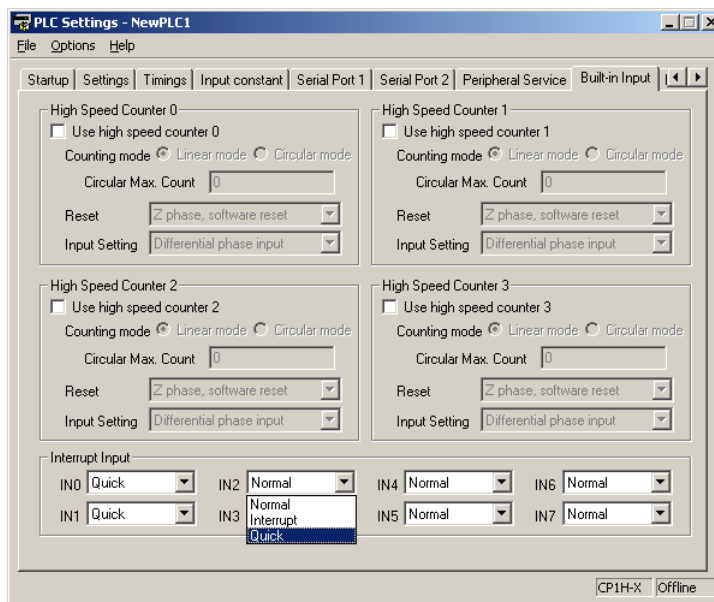 PLC Settings - NewPLC1
File Options Help
Startup Settings Timings Input constant Serial Port 1 Serial Port 2 Peripheral Service Built-in Input
High Speed Counter 0
Use high speed counter 0
Counting mode Linear mode Circular mode
Circular Max. Count 0
Reset Z phase, software reset
Input Setting Differential phase input
High Speed Counter 1
Use high speed counter 1
Counting mode Linear mode Circular mode
Circular Max. Count 0
Reset Z phase, software reset
Input Setting Differential phase input
High Speed Counter 2
Use high speed counter 2
Counting mode Linear mode Circular mode
Circular Max. Count 0
Reset Z phase, software reset
Input Setting Differential phase input
High Speed Counter 3
Use high speed counter 3
Counting mode Linear mode Circular mode
Circular Max. Count 0
Reset Z phase, software reset
Input Setting Differential phase input
Interrupt Input
IN0 Quick IN2 Normal IN4 Normal IN6 Normal
Normal
IN1 Quick IN3 Interrupt IN5 Normal IN7 Normal
Quick
CP1H-X Offline